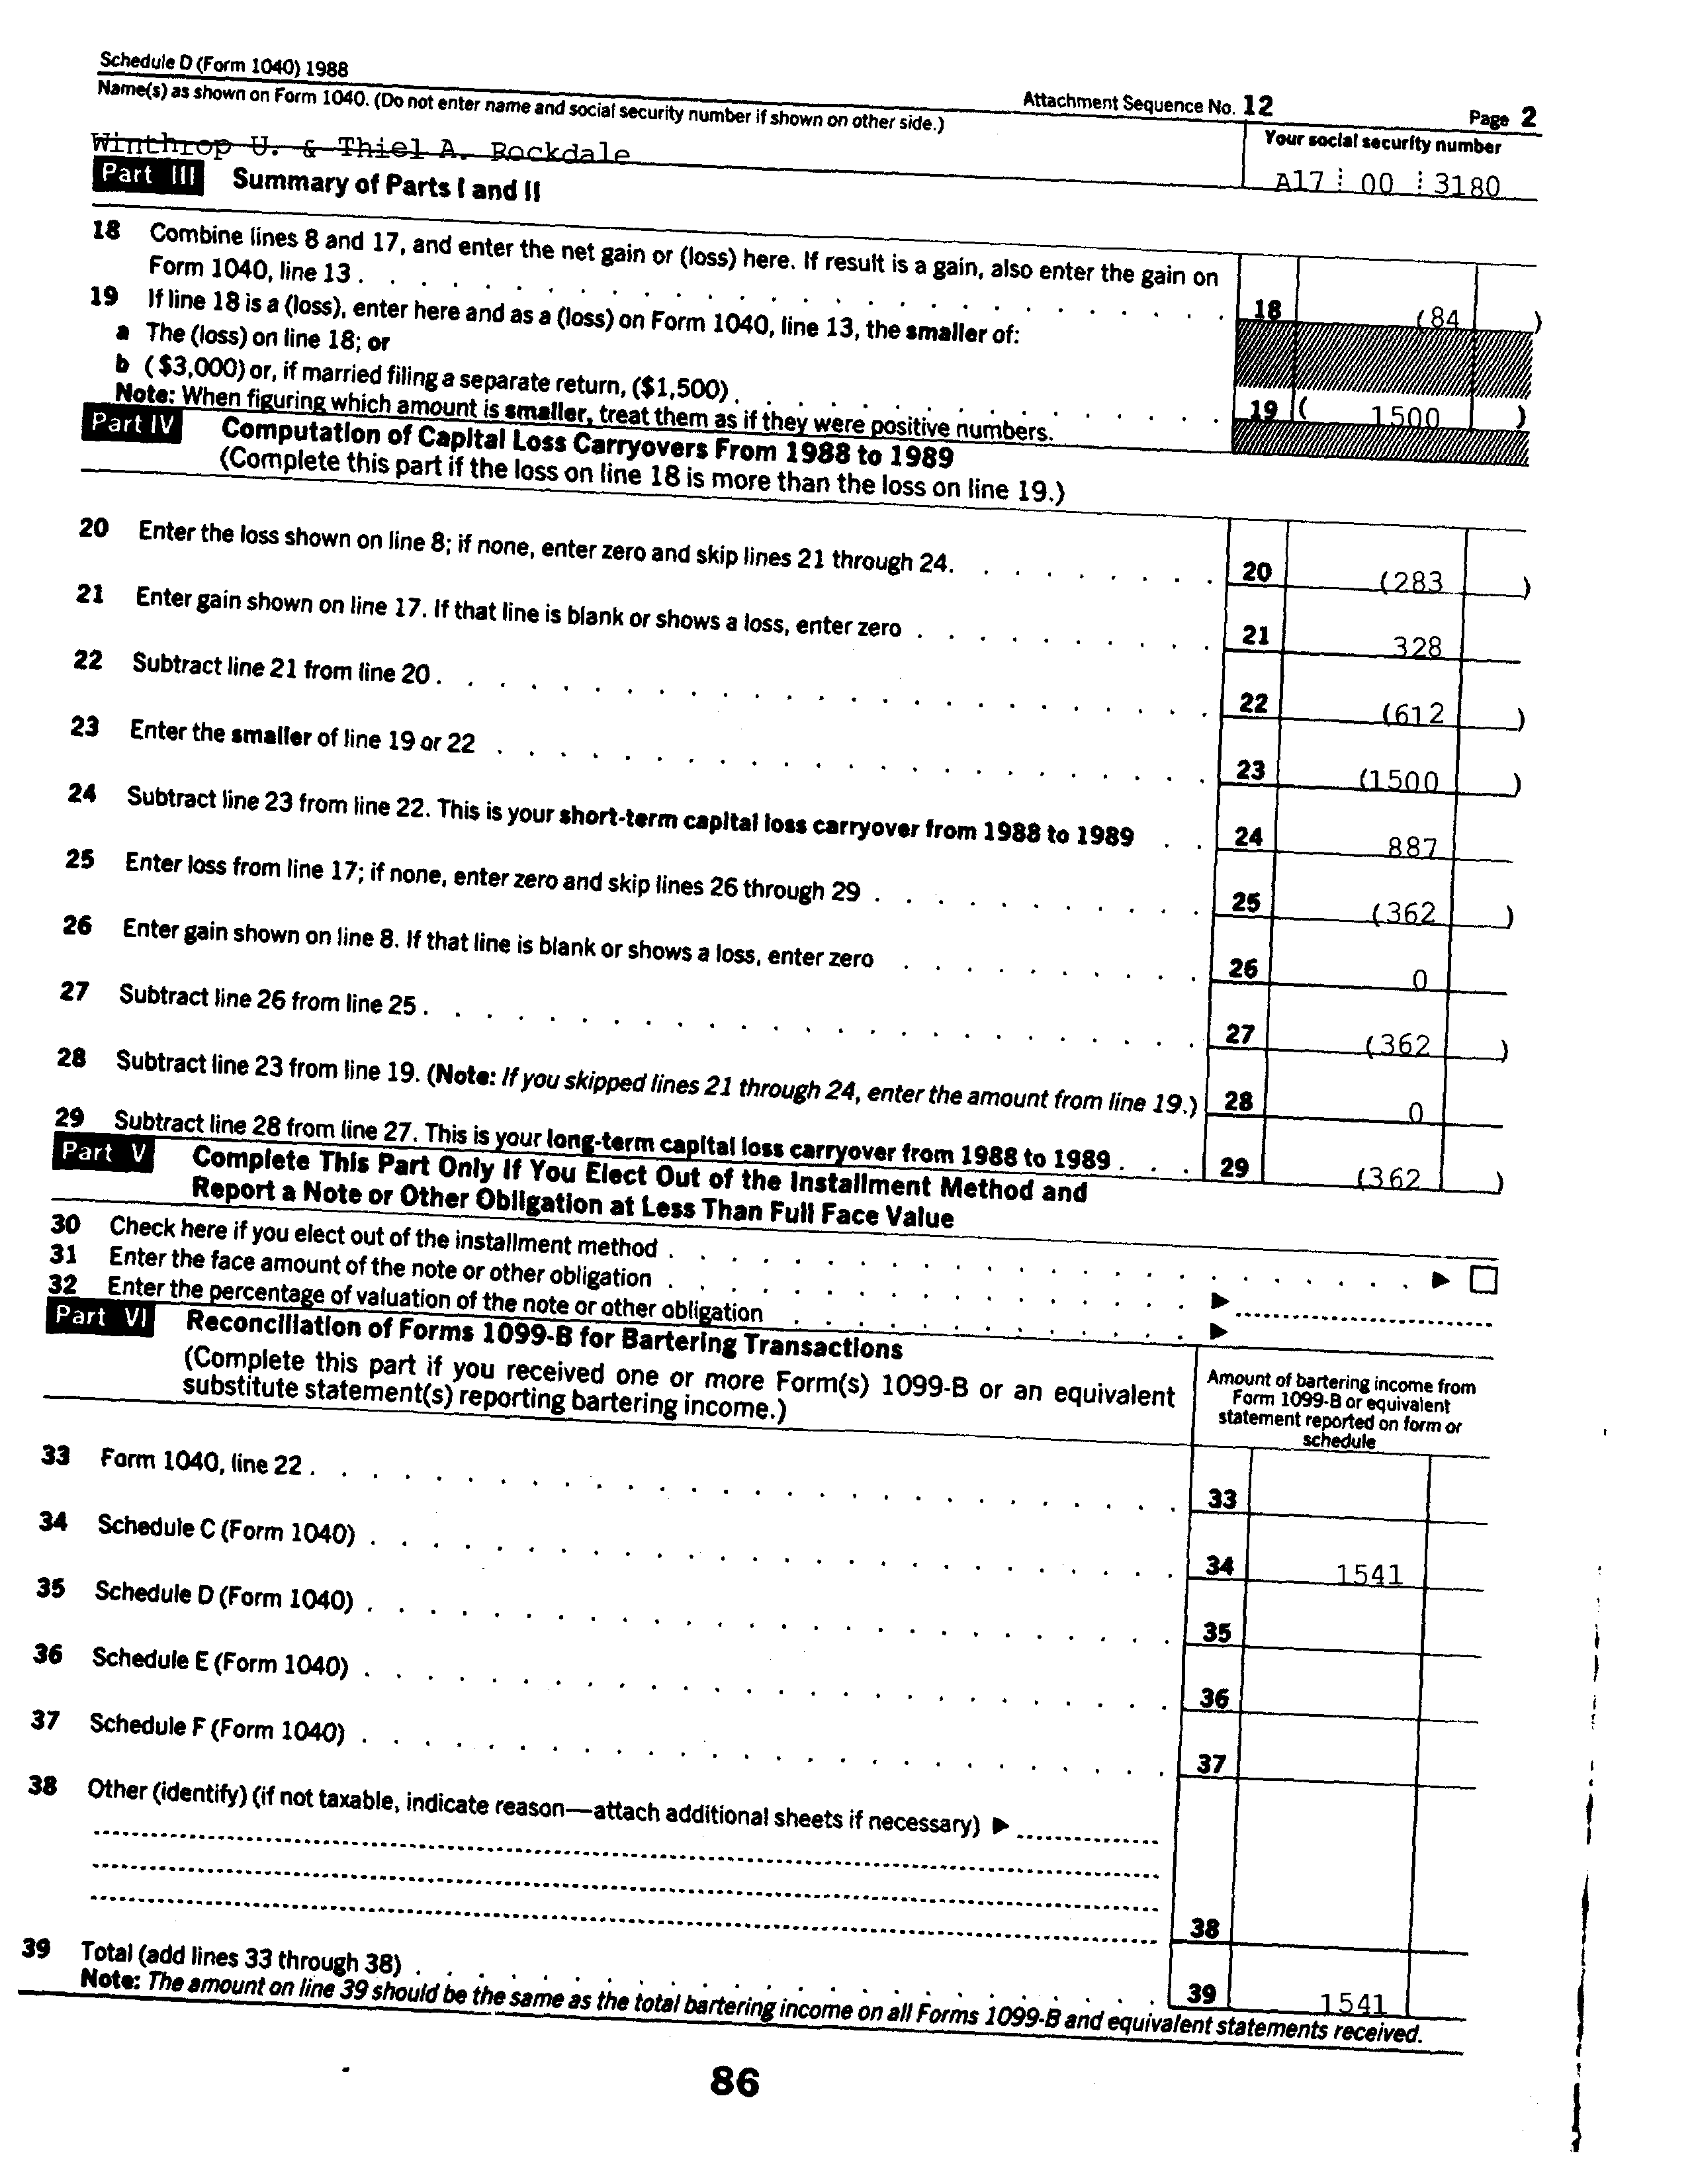 Schedule D (Form 1040) 1988
Attachment Sequence No. 12
Page 2
Name(s) as shown on Form 1040. (Do not enter name and social security number if shown on other side.)
Your social security number
Winthrop U. & Thiel A. Rockdale
A17 00 3180
Part III Summary of Parts I and II
18 Combine lines 8 and 17, and enter the net gain or (loss) here. If result is a gain, also enter the gain on
Form 1040, line 13 . . . 18 (84 )
19 If line 18 is a (loss), enter here and as a (loss) on Form 1040, line 13, the smaller of:
a The (loss) on line 18; or
b ($3,000) or, if married filing a separate return, ($1,500) . . . 19 ( 1500 )
Note: When figuring which amount is smaller, treat them as if they were positive numbers.
Part IV Computation of Capital Loss Carryovers From 1988 to 1989
(Complete this part if the loss on line 18 is more than the loss on line 19.)
20 Enter the loss shown on line 8; if none, enter zero and skip lines 21 through 24. . . . 20 (283 )
21 Enter gain shown on line 17. If that line is blank or shows a loss, enter zero . . . 21 328
22 Subtract line 21 from line 20 . . . 22 (612 )
23 Enter the smaller of line 19 or 22 . . . 23 (1500 )
24 Subtract line 23 from line 22. This is your short-term capital loss carryover from 1988 to 1989 . . 24 887
25 Enter loss from line 17; if none, enter zero and skip lines 26 through 29 . . . 25 (362 )
26 Enter gain shown on line 8. If that line is blank or shows a loss, enter zero . . . 26 0
27 Subtract line 26 from line 25 . . . 27 (362 )
28 Subtract line 23 from line 19. (Note: If you skipped lines 21 through 24, enter the amount from line 19.) 28 0
29 Subtract line 28 from line 27. This is your long-term capital loss carryover from 1988 to 1989 . . . 29 (362 )
Part V Complete This Part Only If You Elect Out of the Installment Method and
Report a Note or Other Obligation at Less Than Full Face Value
30 Check here if you elect out of the installment method . . . ▶ ☐
31 Enter the face amount of the note or other obligation . . . ▶
32 Enter the percentage of valuation of the note or other obligation . . . ▶
Part VI Reconciliation of Forms 1099-B for Bartering Transactions
(Complete this part if you received one or more Form(s) 1099-B or an equivalent
substitute statement(s) reporting bartering income.)
Amount of bartering income from
Form 1099-B or equivalent
statement reported on form or
schedule
33 Form 1040, line 22 . . . 33
34 Schedule C (Form 1040) . . . 34 1541
35 Schedule D (Form 1040) . . . 35
36 Schedule E (Form 1040) . . . 36
37 Schedule F (Form 1040) . . . 37
38 Other (identify) (if not taxable, indicate reason—attach additional sheets if necessary) ▶
38
39 Total (add lines 33 through 38) . . . 39 1541
Note: The amount on line 39 should be the same as the total bartering income on all Forms 1099-B and equivalent statements received.
86